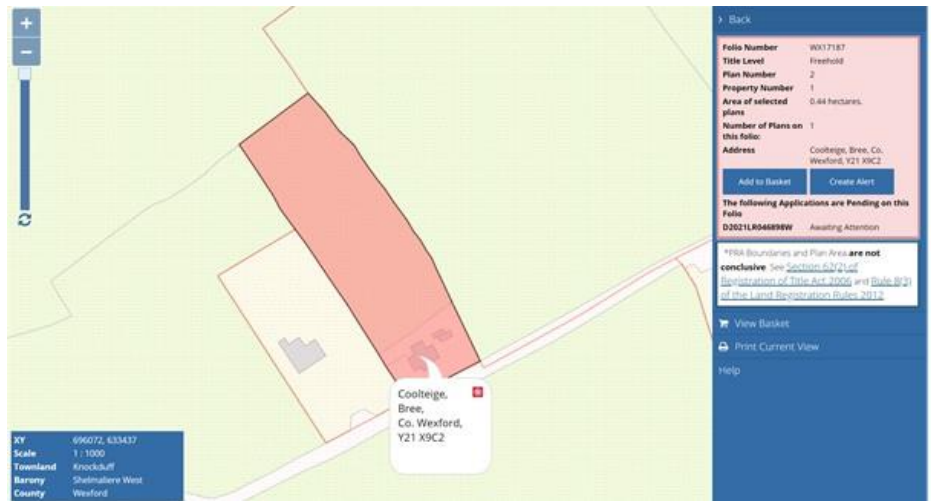 +
−
Coolteige,
Bree,
Co. Wexford,
Y21 X9C2
XY 696072, 633437
Scale 1 : 1000
Townland Knockduff
Barony Shelmaliere West
County Wexford
› Back
Folio Number WX17187
Title Level Freehold
Plan Number 2
Property Number 1
Area of selected 0.44 hectares.
plans
Number of Plans on 1
this folio:
Address Coolteige, Bree, Co.
Wexford, Y21 X9C2
Add to Basket Create Alert
The following Applications are Pending on this
Folio
D2021LR046898W Awaiting Attention
*PRA Boundaries and Plan Area are not
conclusive. See Section 62(2) of
Registration of Title Act 2006 and Rule 8(3)
of the Land Registration Rules 2012
View Basket
Print Current View
Help